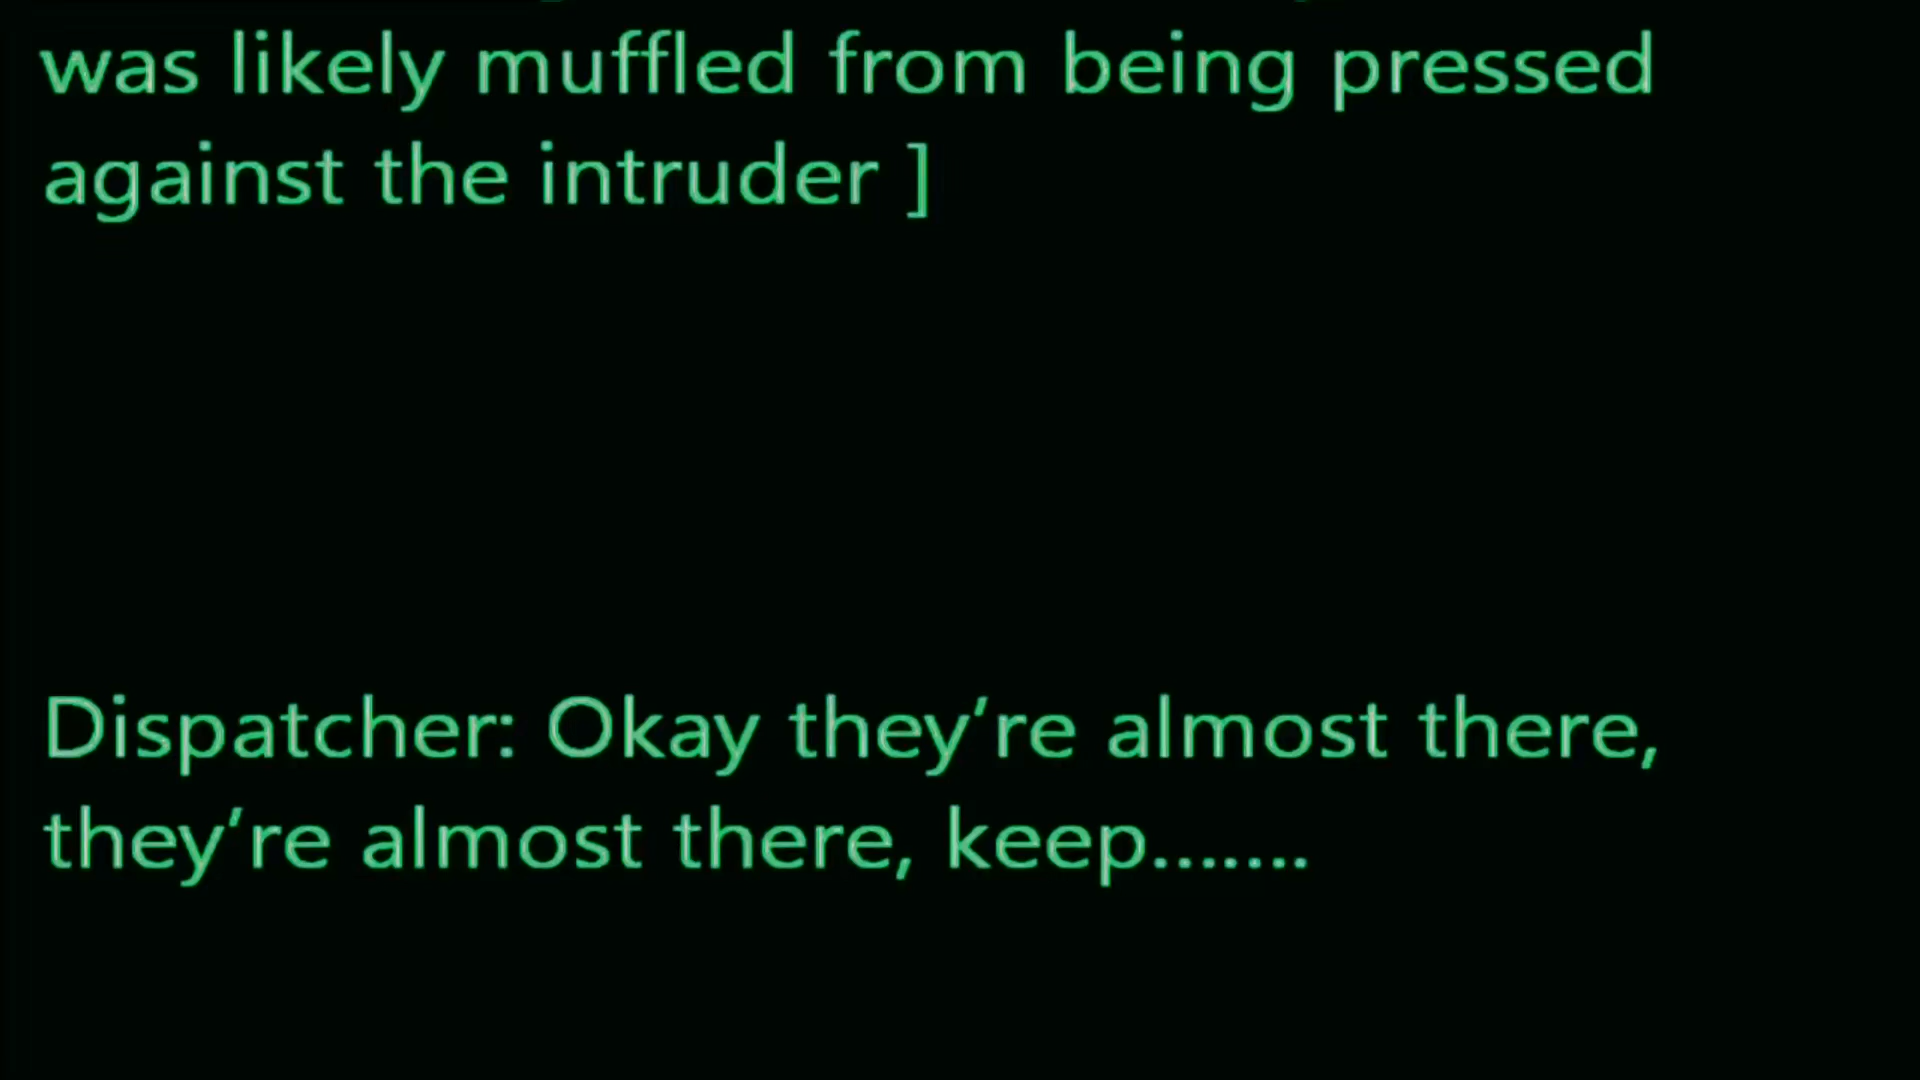 was likely muffled from being pressed
against the intruder ]
Dispatcher: Okay they’re almost there,
they’re almost there, keep.......